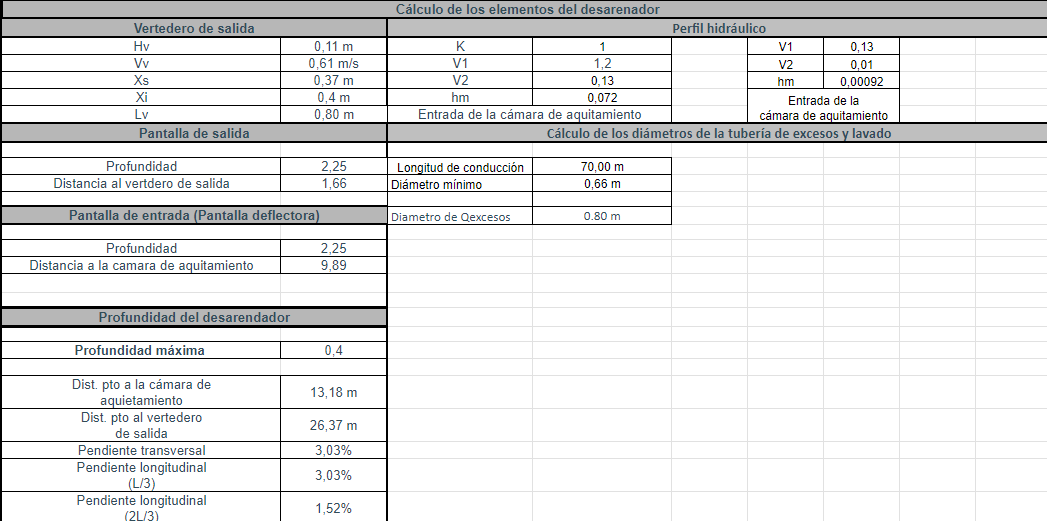 Cálculo de los elementos del desarenador
Vertedero de salida
Perfil hidráulico
Hv 0,11 m K 1 V1 0,13
Vv 0,61 m/s V1 1,2 V2 0,01
Xs 0,37 m V2 0,13 hm 0,00092
Xi 0,4 m hm 0,072 Entrada de la
Lv 0,80 m Entrada de la cámara de aquitamiento cámara de aquitamiento
Pantalla de salida
Cálculo de los diámetros de la tubería de excesos y lavado
Profundidad 2,25 Longitud de conducción 70,00 m
Distancia al vertdero de salida 1,66 Diámetro mínimo 0,66 m
Pantalla de entrada (Pantalla deflectora) Diametro de Qexcesos 0.80 m
Profundidad 2,25
Distancia a la camara de aquitamiento 9,89
Profundidad del desarendador
Profundidad máxima 0,4
Dist. pto a la cámara de
aquietamiento 13,18 m
Dist. pto al vertedero
de salida 26,37 m
Pendiente transversal 3,03%
Pendiente longitudinal
(L/3) 3,03%
Pendiente longitudinal
(2L/3) 1,52%